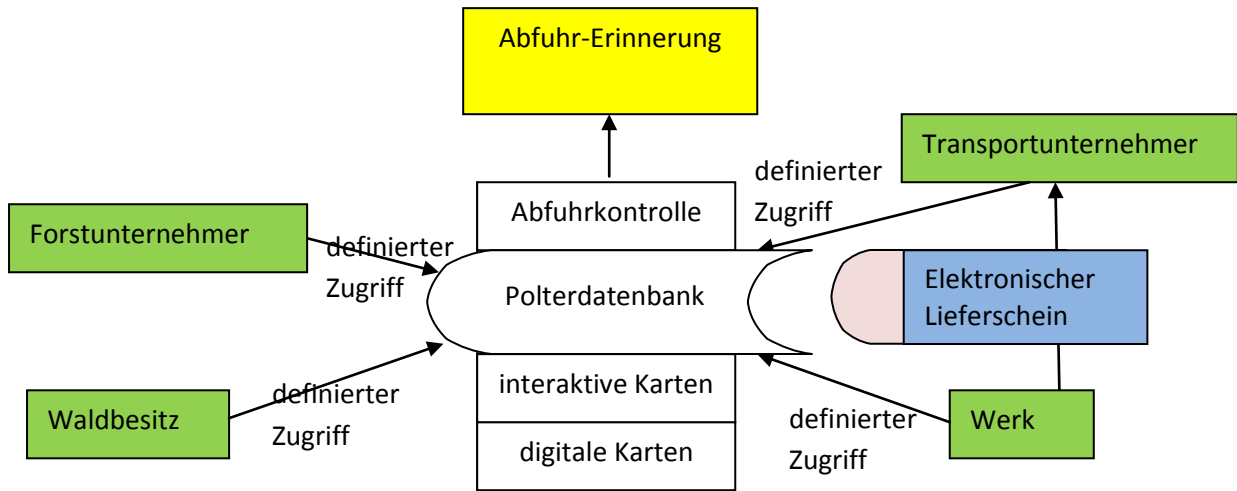 Abfuhr-Erinnerung
Transportunternehmer
definierter
Zugriff
Abfuhrkontrolle
Forstunternehmer
definierter
Zugriff
Polterdatenbank
Elektronischer
Lieferschein
interaktive Karten
definierter
Zugriff
Waldbesitz
digitale Karten
definierter
Zugriff
Werk